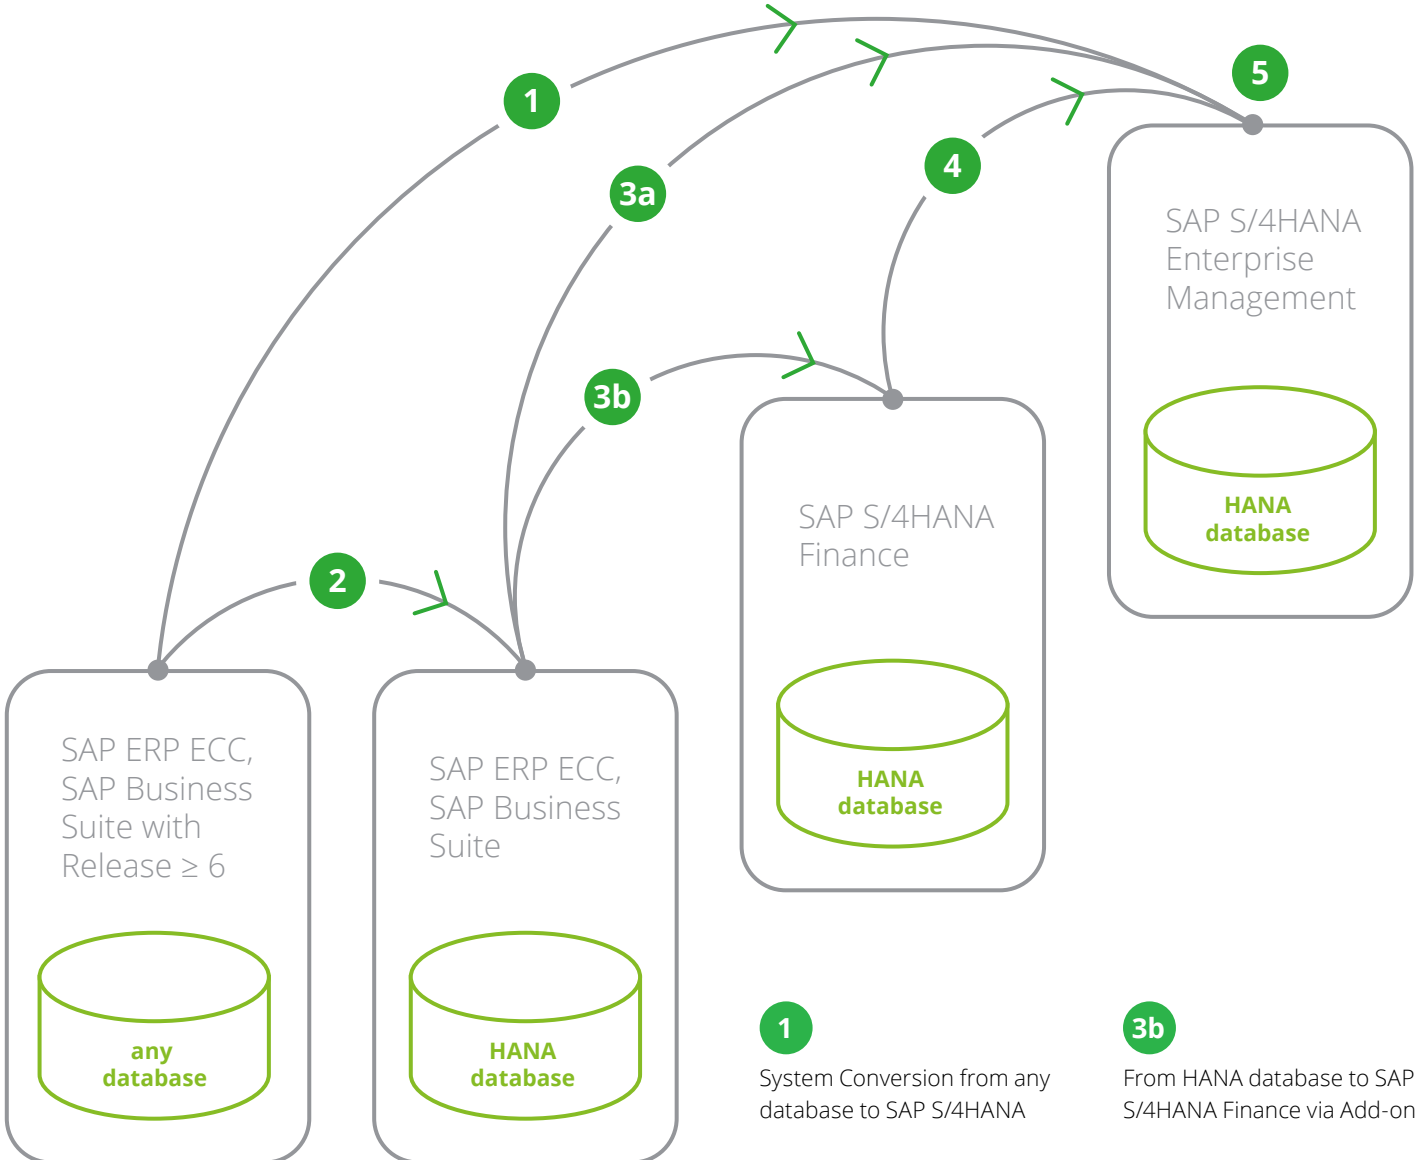 1
5
3a
4
SAP S/4HANA
Enterprise
Management
HANA
database
3b
SAP S/4HANA
Finance
HANA
database
2
SAP ERP ECC,
SAP Business
Suite with
Release ≥ 6
any
database
SAP ERP ECC,
SAP Business
Suite
HANA
database
1
System Conversion from any
database to SAP S/4HANA
3b
From HANA database to SAP
S/4HANA Finance via Add-on